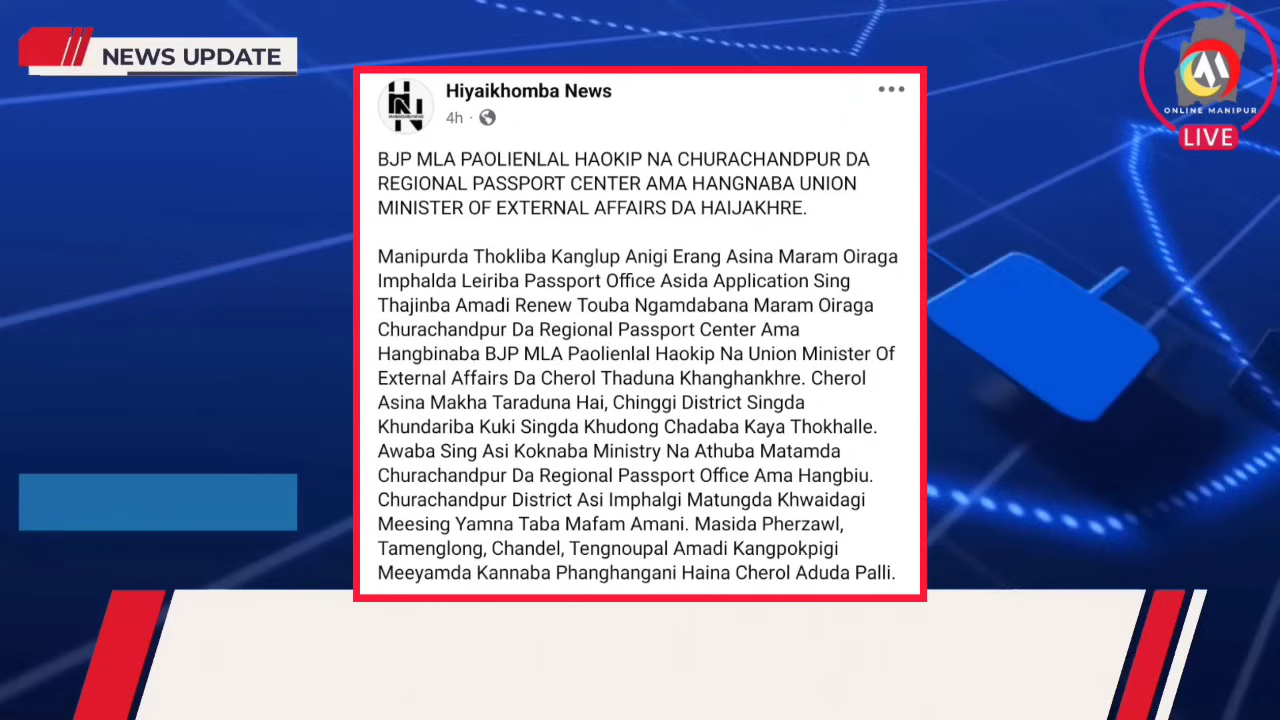 NEWS UPDATE
Hiyaikhomba News
4h ·
BJP MLA PAOLIENLAL HAOKIP NA CHURACHANDPUR DA
REGIONAL PASSPORT CENTER AMA HANGNABA UNION
MINISTER OF EXTERNAL AFFAIRS DA HAIJAKHRE.
Manipurda Thokliba Kanglup Anigi Erang Asina Maram Oiraga
Imphalda Leiriba Passport Office Asida Application Sing
Thajinba Amadi Renew Touba Ngamdabana Maram Oiraga
Churachandpur Da Regional Passport Center Ama
Hangbinaba BJP MLA Paolienlal Haokip Na Union Minister Of
External Affairs Da Cherol Thaduna Khanghankhre. Cherol
Asina Makha Taraduna Hai, Chinggi District Singda
Khundariba Kuki Singda Khudong Chadaba Kaya Thokhalle.
Awaba Sing Asi Koknaba Ministry Na Athuba Matamda
Churachandpur Da Regional Passport Office Ama Hangbiu.
Churachandpur District Asi Imphalgi Matungda Khwaidagi
Meesing Yamna Taba Mafam Amani. Masida Pherzawl,
Tamenglong, Chandel, Tengnoupal Amadi Kangpokpigi
Meeyamda Kannaba Phanghangani Haina Cherol Aduda Palli.
ONLINE MANIPUR
LIVE